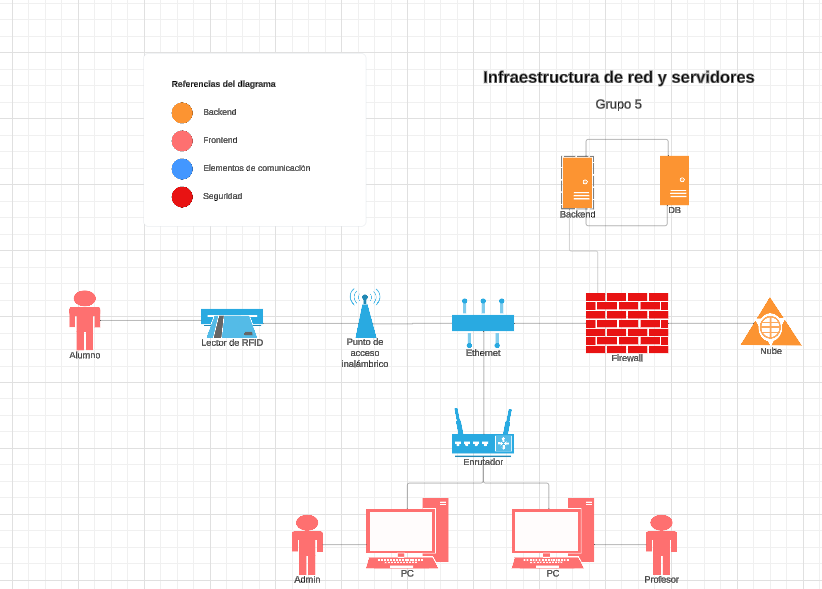 Infraestructura de red y servidores
Grupo 5
Referencias del diagrama
Backend
Frontend
Elementos de comunicación
Seguridad
Backend
DB
Alumno
Lector de RFID
Punto de
acceso
inalámbrico
Ethernet
Firewall
Nube
Enrutador
Admin
PC
PC
Profesor